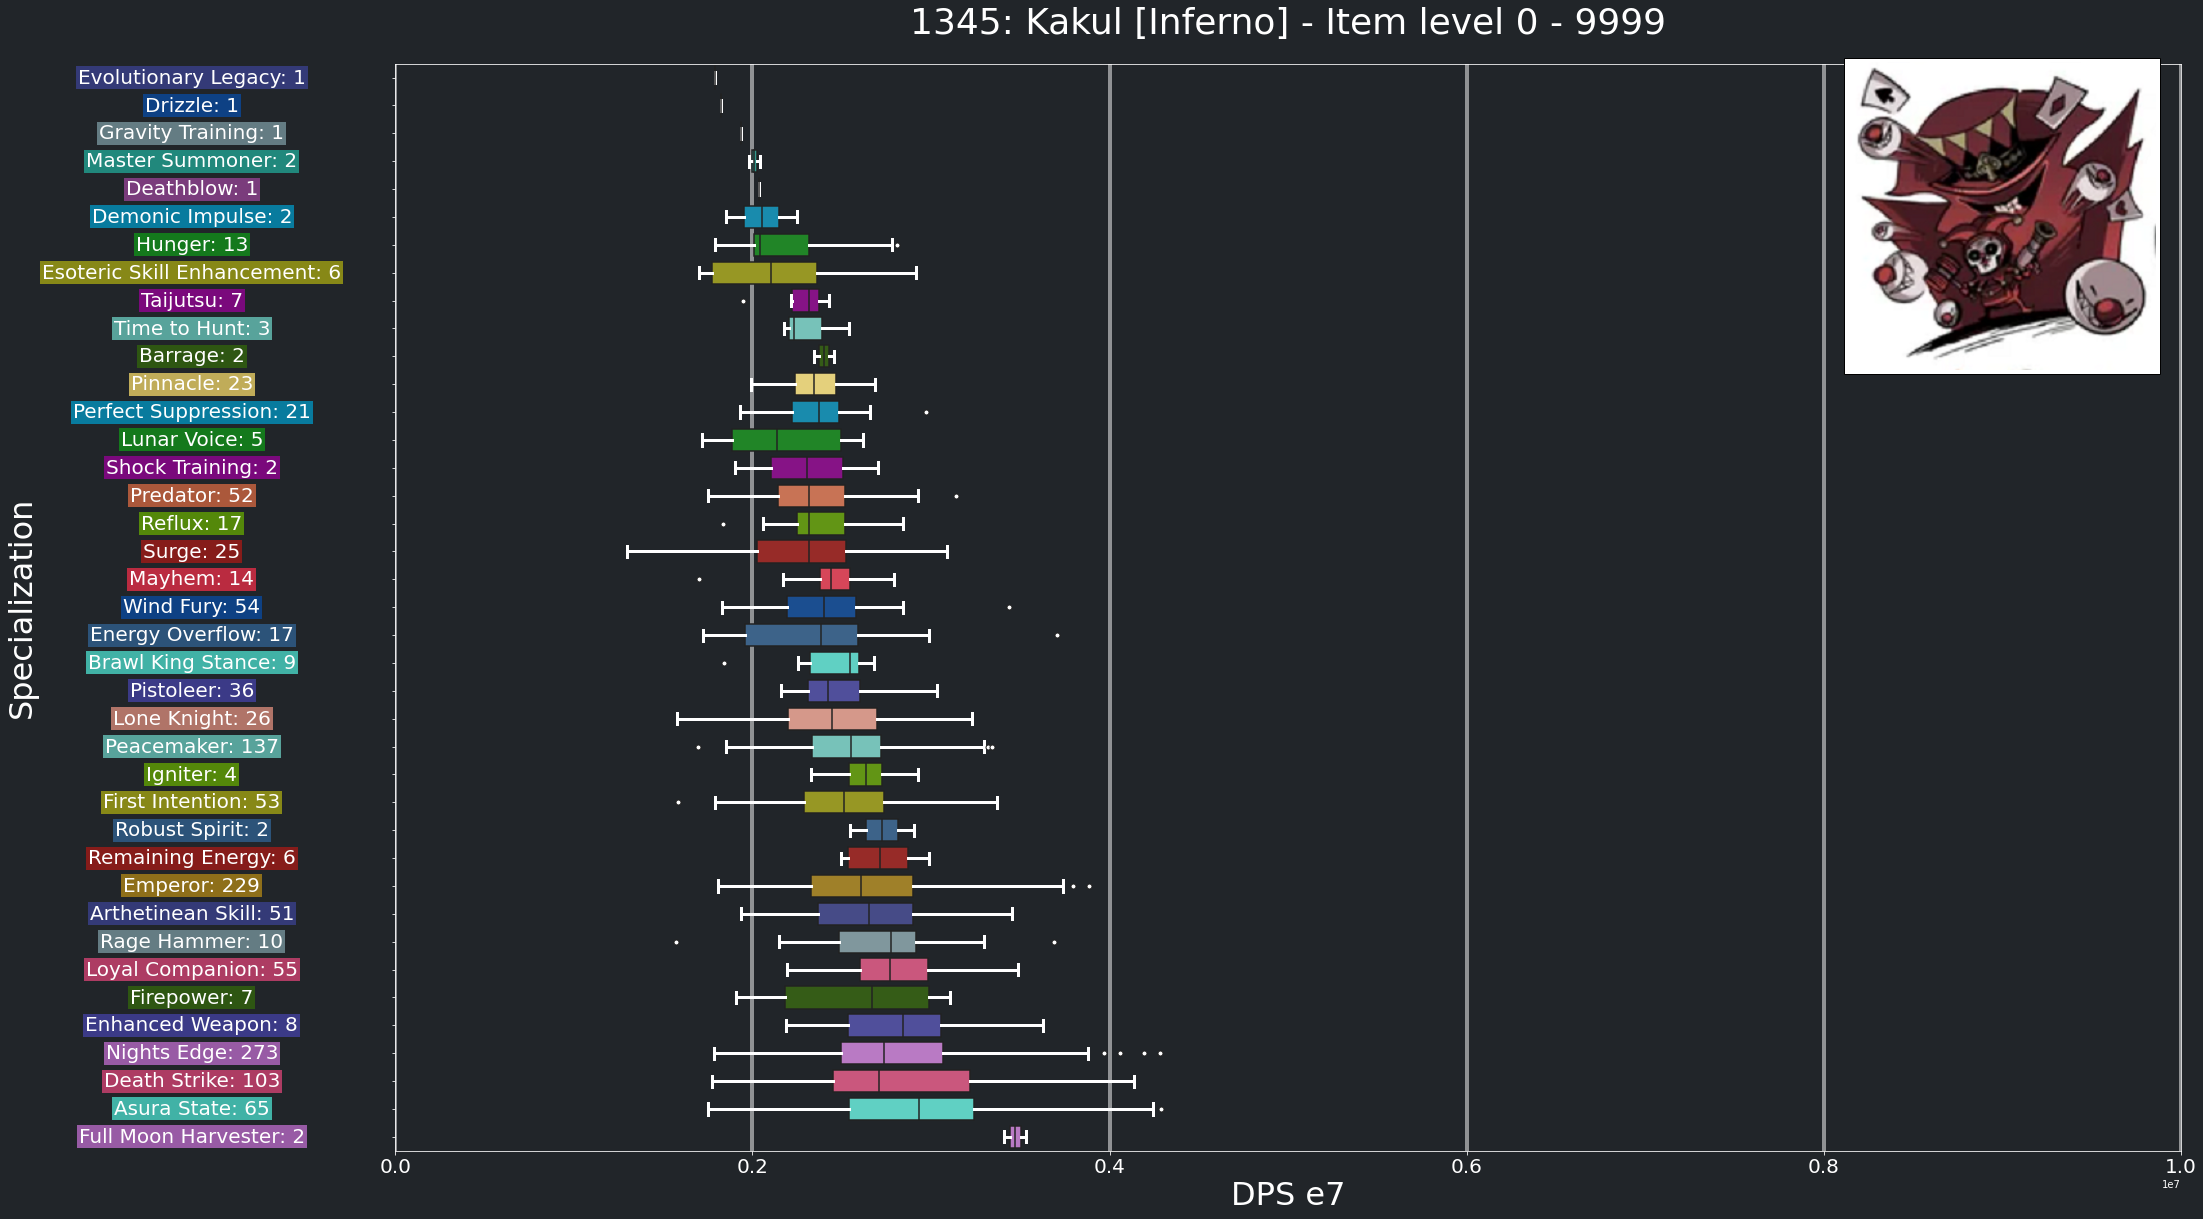 1345: Kakul [Inferno] - Item level 0 - 9999
Evolutionary Legacy: 1
Drizzle: 1
Gravity Training: 1
Master Summoner: 2
Deathblow: 1
Demonic Impulse: 2
Hunger: 13
Esoteric Skill Enhancement: 6
Taijutsu: 7
Time to Hunt: 3
Barrage: 2
Pinnacle: 23
Perfect Suppression: 21
Lunar Voice: 5
Shock Training: 2
Predator: 52
Reflux: 17
Surge: 25
Mayhem: 14
Wind Fury: 54
Energy Overflow: 17
Brawl King Stance: 9
Pistoleer: 36
Lone Knight: 26
Peacemaker: 137
Igniter: 4
First Intention: 53
Robust Spirit: 2
Remaining Energy: 6
Emperor: 229
Arthetinean Skill: 51
Rage Hammer: 10
Loyal Companion: 55
Firepower: 7
Enhanced Weapon: 8
Nights Edge: 273
Death Strike: 103
Asura State: 65
Full Moon Harvester: 2
Specialization
0.0 0.2 0.4 0.6 0.8 1.0
1e7
DPS e7